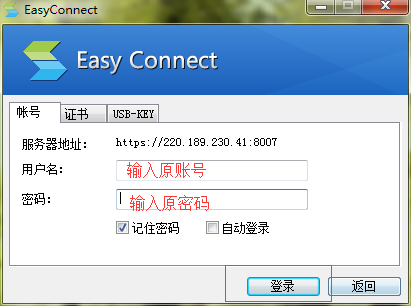 EasyConnect
Easy Connect
帐号 证书 USB-KEY
服务器地址： https://220.189.230.41:8007
用户名： 输入原账号
密码： 输入原密码
记住密码 自动登录
登录 返回